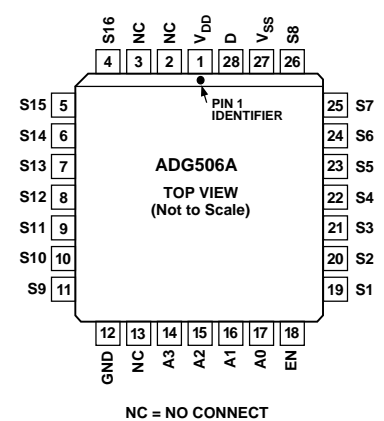 S16 NC NC VDD D VSS S8
4 3 2 1 28 27 26
PIN 1
IDENTIFIER
S15 5
S14 6
S13 7
S12 8
S11 9
S10 10
S9 11
ADG506A
TOP VIEW
(Not to Scale)
25 S7
24 S6
23 S5
22 S4
21 S3
20 S2
19 S1
12 13 14 15 16 17 18
GND NC A3 A2 A1 A0 EN
NC = NO CONNECT